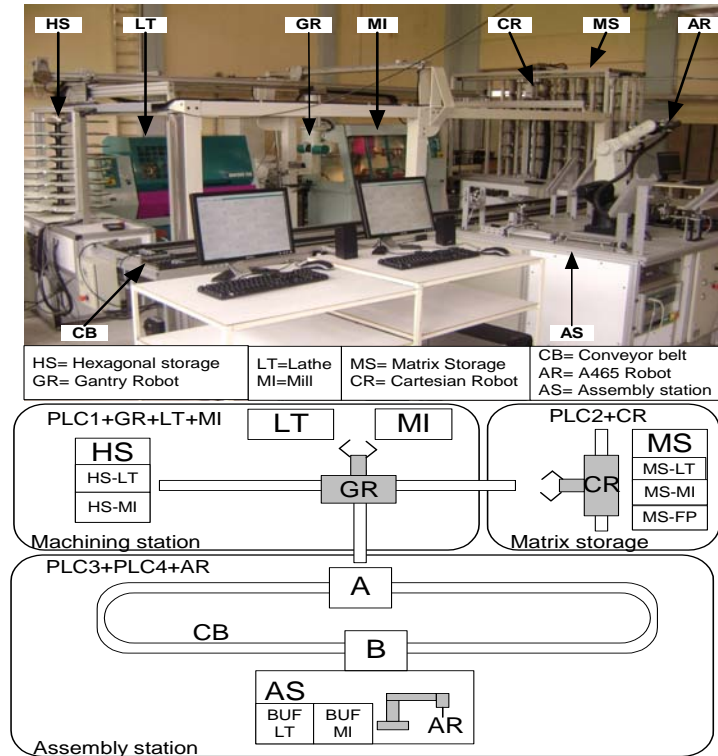 HS LT GR MI CR MS AR
CB AS
HS= Hexagonal storage
GR= Gantry Robot
LT=Lathe
MI=Mill
MS= Matrix Storage
CR= Cartesian Robot
CB= Conveyor belt
AR= A465 Robot
AS= Assembly station
PLC1+GR+LT+MI
LT
MI
HS
HS-LT
HS-MI
GR
Machining station
PLC2+CR
CR
MS
MS-LT
MS-MI
MS-FP
Matrix storage
PLC3+PLC4+AR
A
CB
B
AS
BUF
LT
BUF
MI
AR
Assembly station